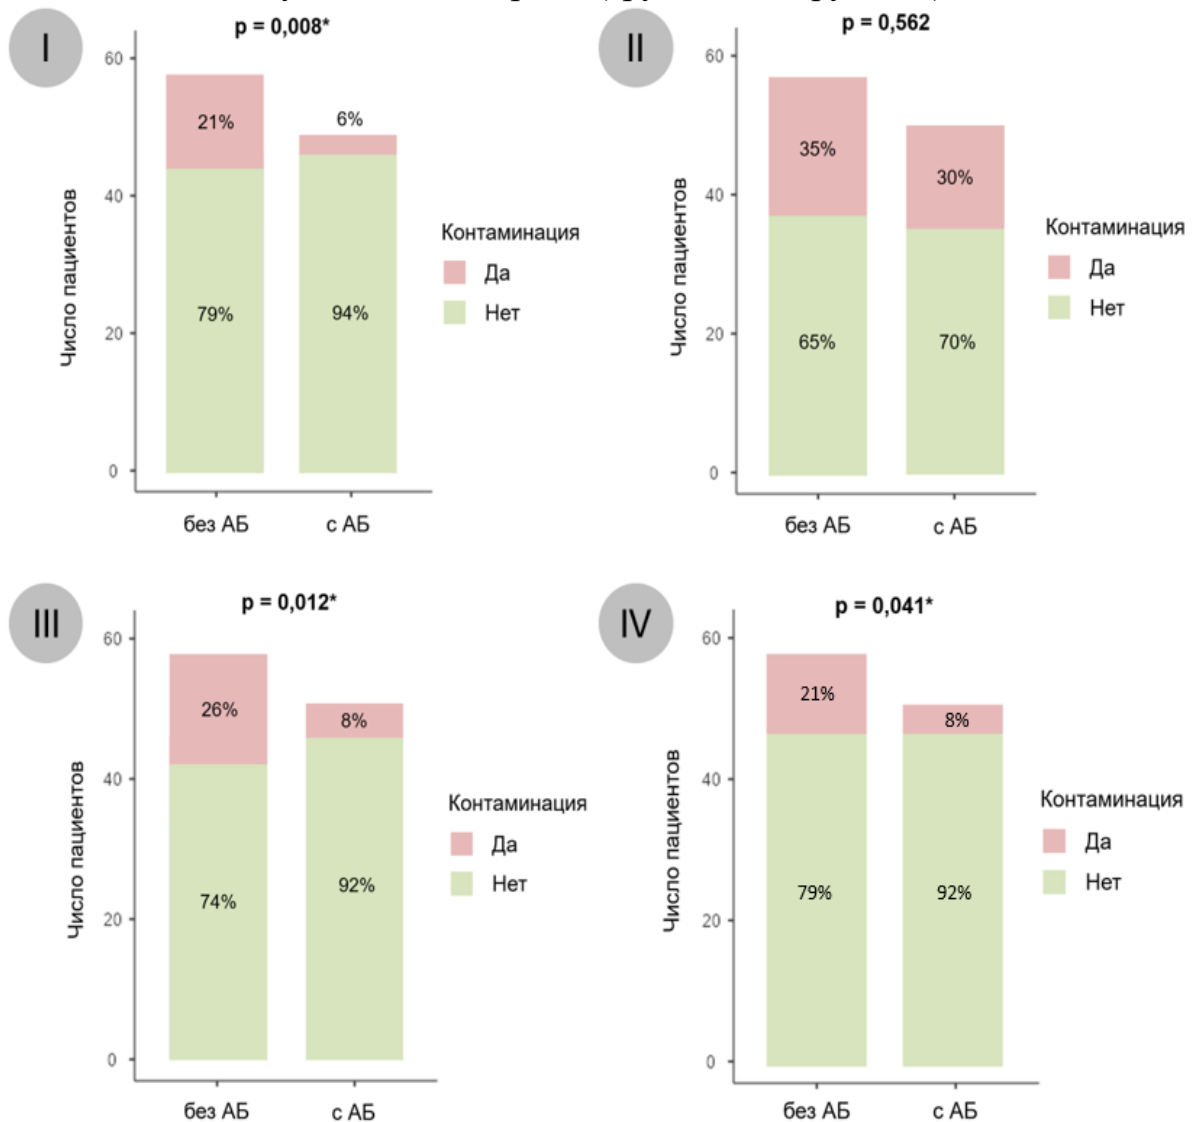 I
p = 0,008*
60
40
20
0
Число пациентов
21%
6%
79%
94%
без АБ
с АБ
Контаминация
Да
Нет
II
p = 0,562
60
40
20
0
Число пациентов
35%
30%
65%
70%
без АБ
с АБ
Контаминация
Да
Нет
III
p = 0,012*
60
40
20
0
Число пациентов
26%
8%
74%
92%
без АБ
с АБ
Контаминация
Да
Нет
IV
p = 0,041*
60
40
20
0
Число пациентов
21%
8%
79%
92%
без АБ
с АБ
Контаминация
Да
Нет